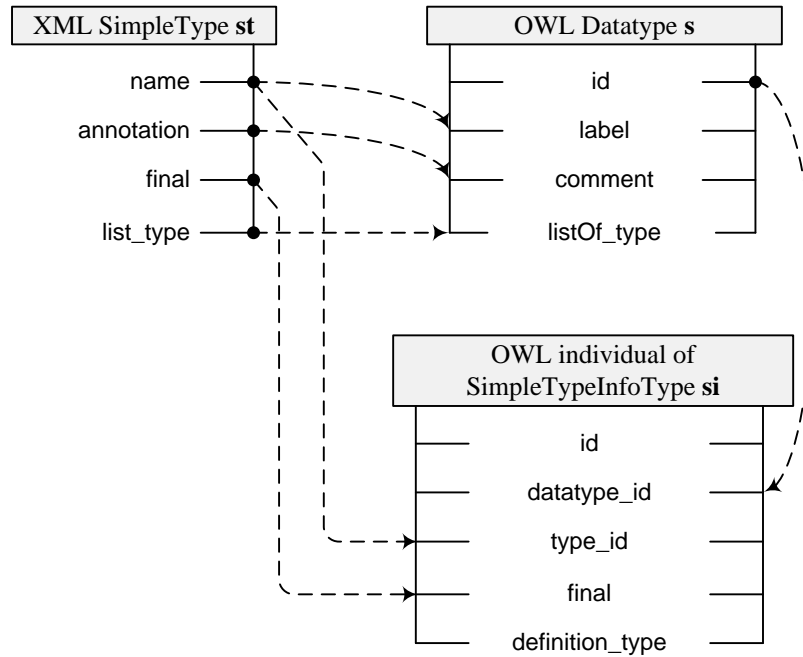 XML SimpleType st
name
annotation
final
list_type
OWL Datatype s
id
label
comment
listOf_type
OWL individual of
SimpleTypeInfoType si
id
datatype_id
type_id
final
definition_type